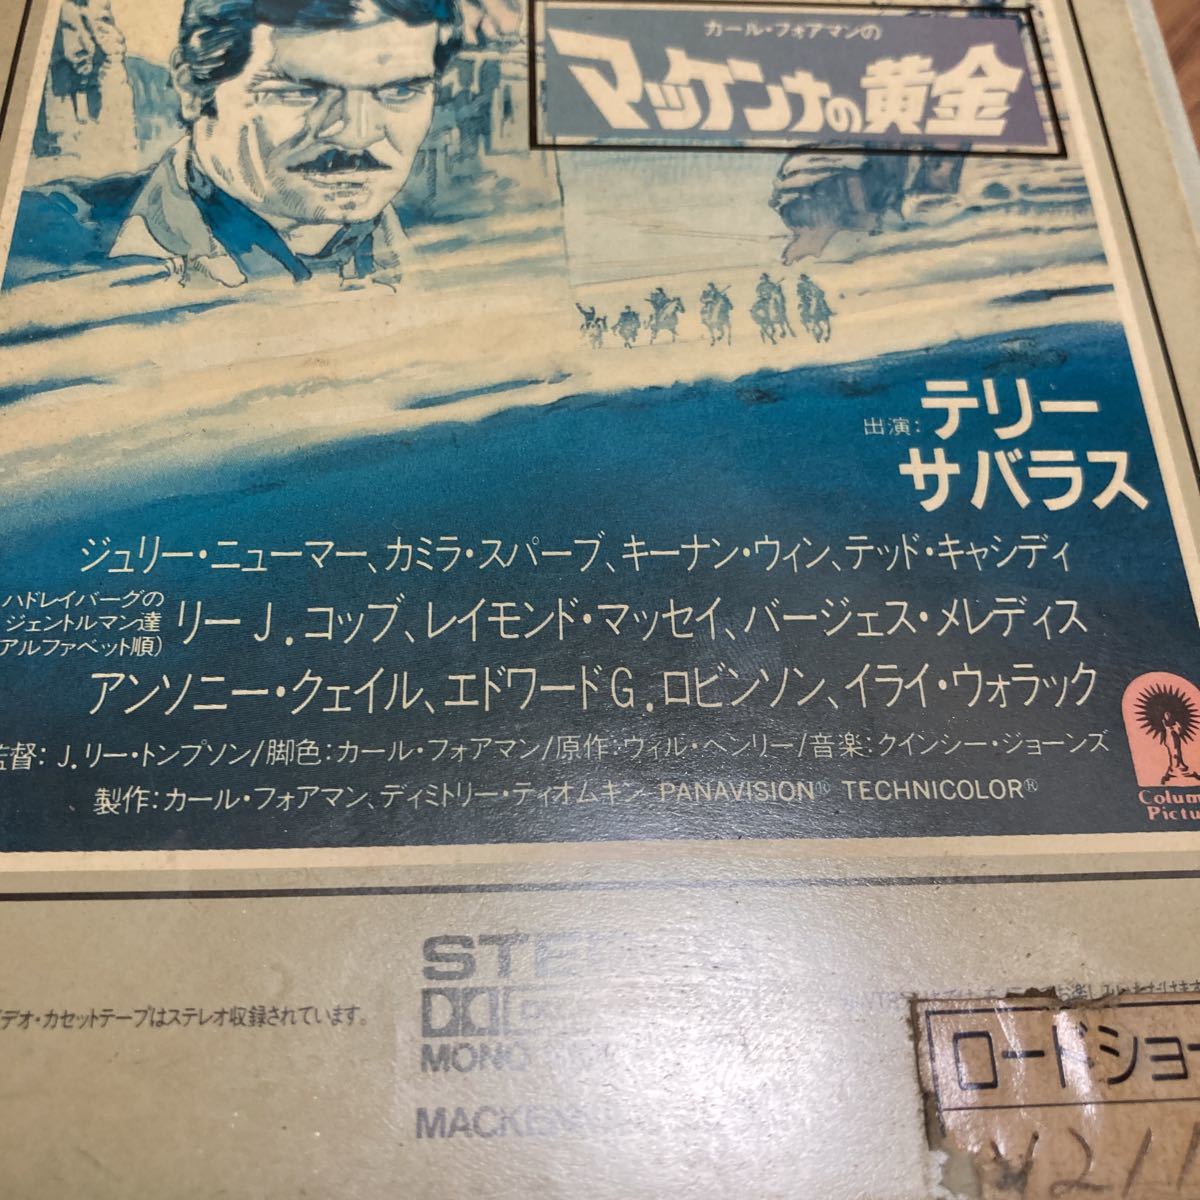 カール・フォアマンの
マッケンナの黄金
出演: テリー
サバラス
ジュリー・ニューマー、カミラ・スパーブ、キーナン・ウィン、テッド・キャシディ
ハドレイバーグの
ジェントルマン達
アルファベット順)
リー J. コッブ、レイモンド・マッセイ、バージェス・メレディス
アンソニー・クェイル、エドワード G. ロビンソン、イライ・ウォラック
監督: J. リー・トンプソン/脚色: カール・フォアマン/原作: ウィル・ヘンリー/音楽: クインシー・ジョーンズ
製作: カール・フォアマン、ディミトリー・ティオムキン PANAVISION® TECHNICOLOR®
Colum
Pictu
STE
デオ・カセットテープはステレオ収録されています。
MONO
MACKEN
ロードショー